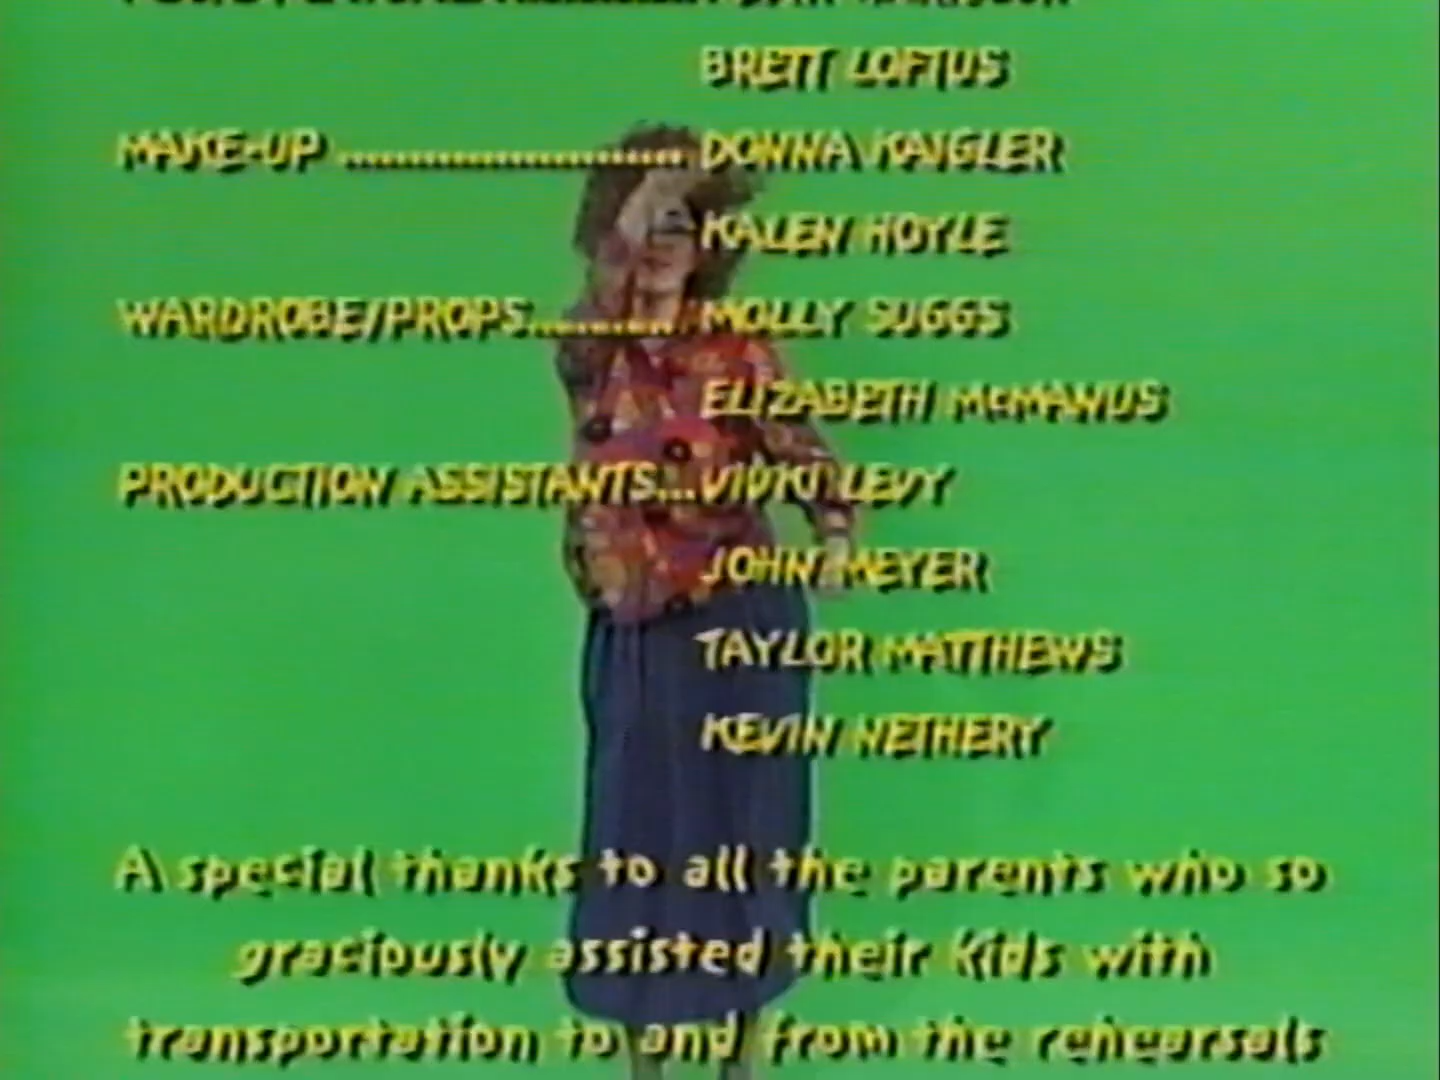 BRETT LOFTUS
MAKE-UP ........................ DONNA KAIGLER
KALEN HOYLE
WARDROBE/PROPS........... MOLLY SUGGS
ELIZABETH McMANUS
PRODUCTION ASSISTANTS...VIVKI LEVY
JOHN MEYER
TAYLOR MATTHEWS
KEVIN NETHERY
A special thanks to all the parents who so
graciously assisted their kids with
transportation to and from the rehearsals